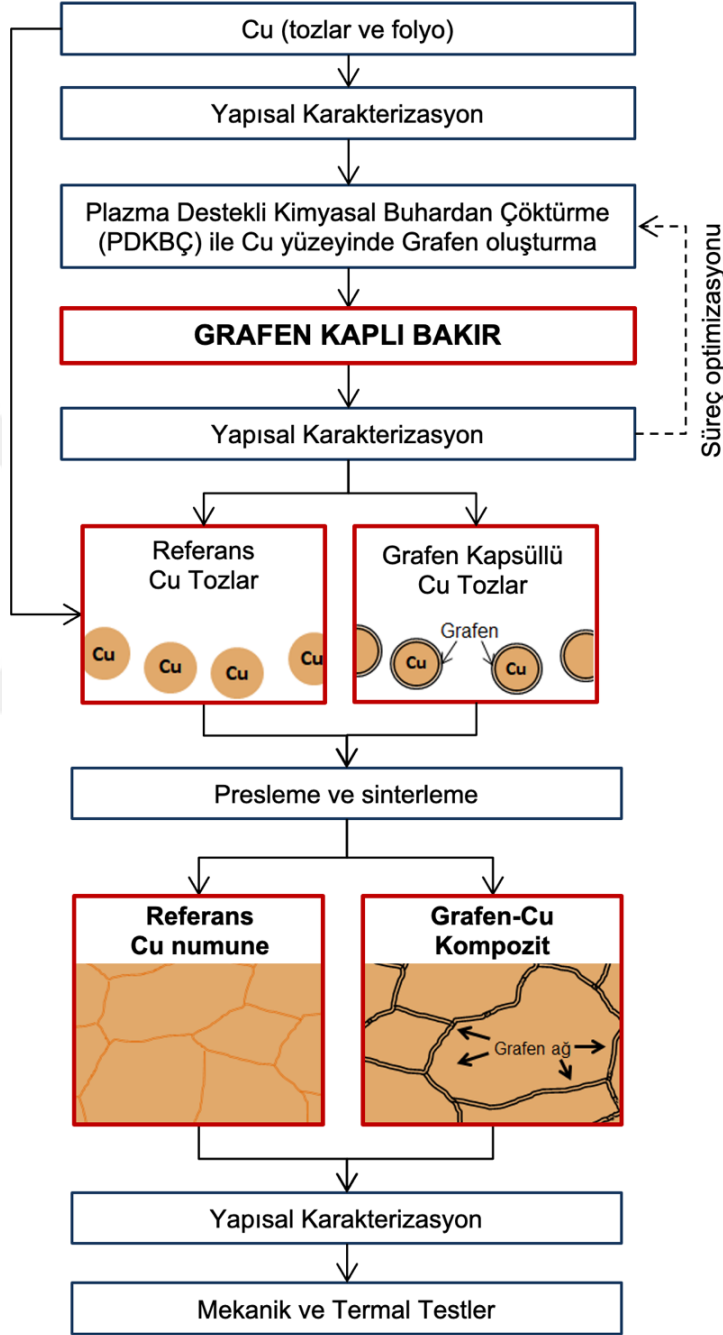 Cu (tozlar ve folyo)
Yapısal Karakterizasyon
Plazma Destekli Kimyasal Buhardan Çöktürme
(PDKBÇ) ile Cu yüzeyinde Grafen oluşturma
Süreç optimizasyonu
GRAFEN KAPLI BAKIR
Yapısal Karakterizasyon
Referans
Cu Tozlar
Cu
Cu
Cu
Cu
Grafen Kapsüllü
Cu Tozlar
Grafen
Cu
Cu
Presleme ve sinterleme
Referans
Cu numune
Grafen-Cu
Kompozit
Grafen ağ
Yapısal Karakterizasyon
Mekanik ve Termal Testler